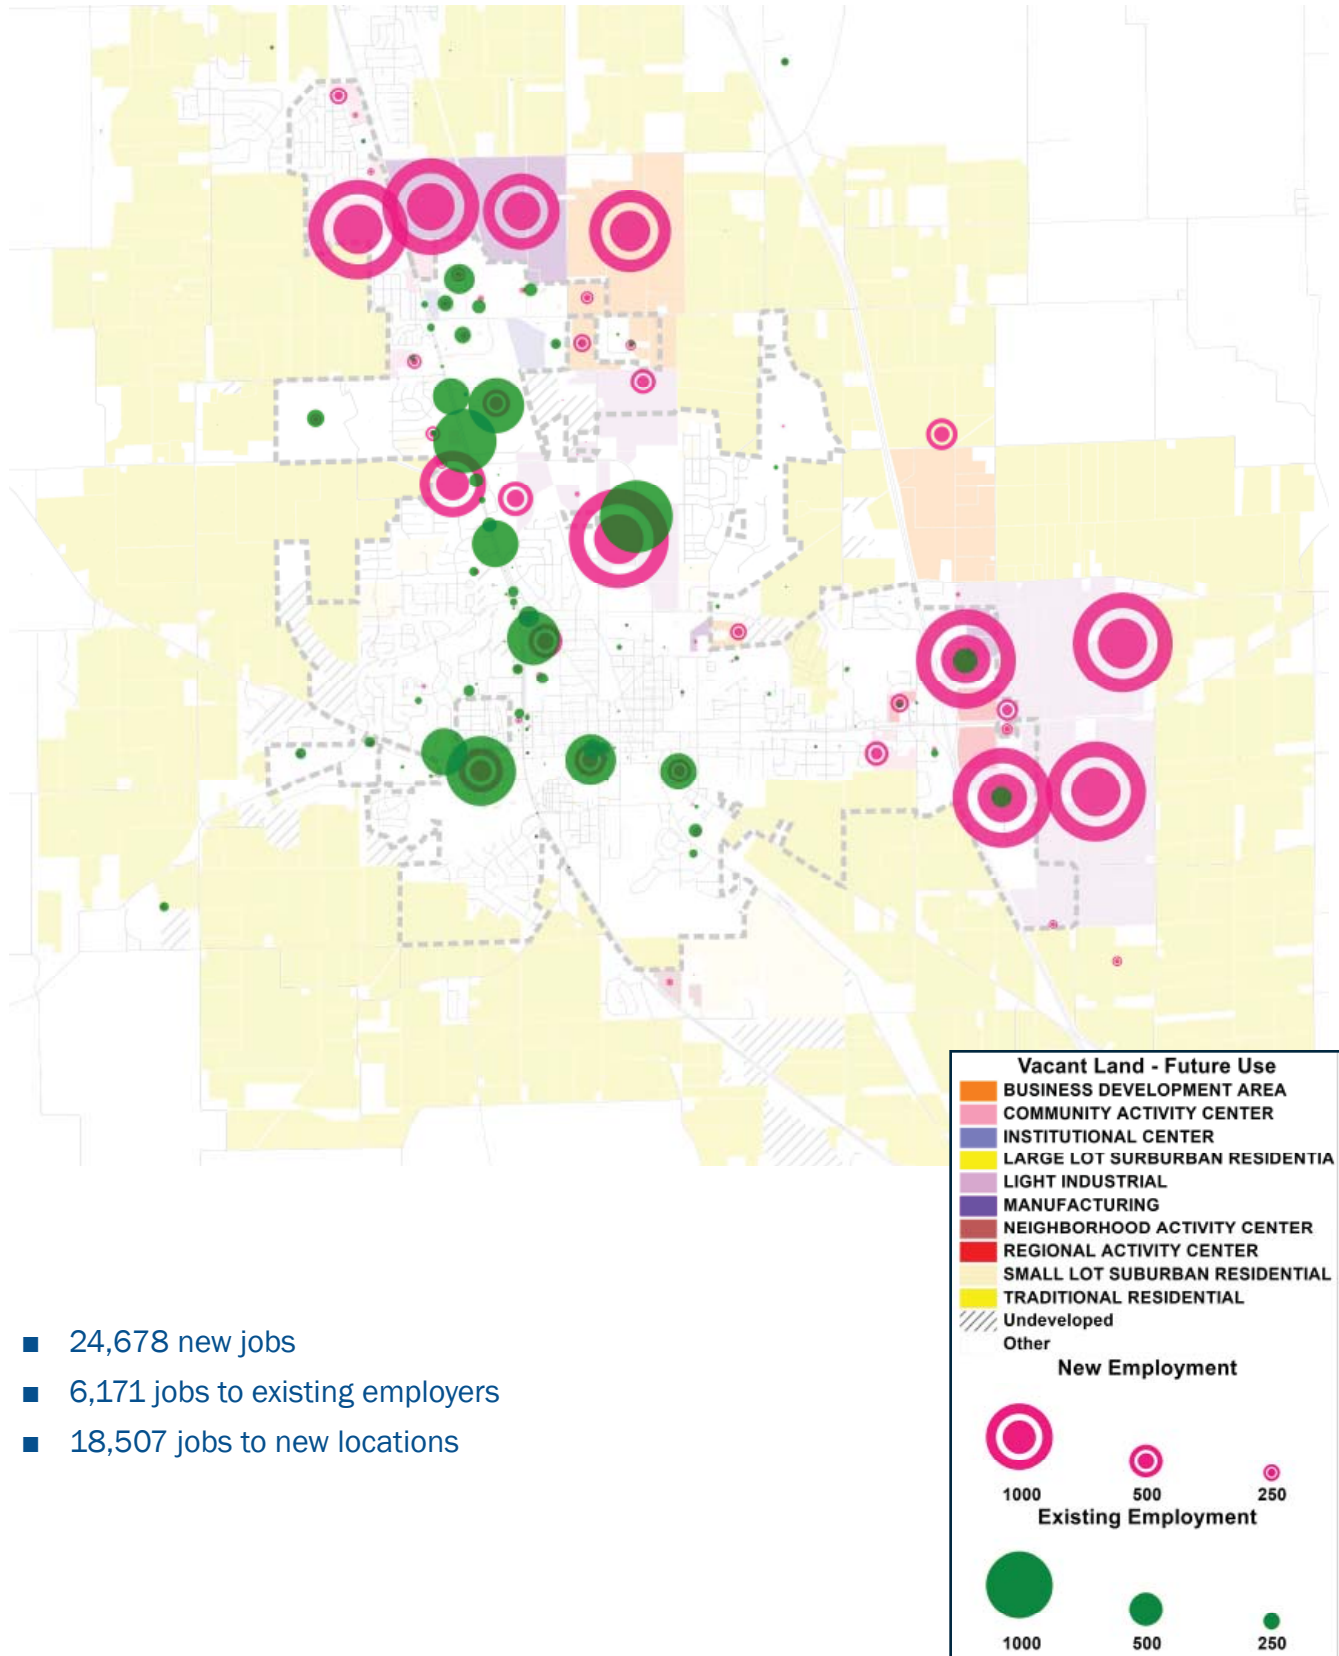 Vacant Land - Future Use
BUSINESS DEVELOPMENT AREA
COMMUNITY ACTIVITY CENTER
INSTITUTIONAL CENTER
LARGE LOT SURBURBAN RESIDENTIA
LIGHT INDUSTRIAL
MANUFACTURING
NEIGHBORHOOD ACTIVITY CENTER
REGIONAL ACTIVITY CENTER
SMALL LOT SUBURBAN RESIDENTIAL
TRADITIONAL RESIDENTIAL
Undeveloped
Other
New Employment
1000 500 250
Existing Employment
1000 500 250
■ 24,678 new jobs
■ 6,171 jobs to existing employers
■ 18,507 jobs to new locations